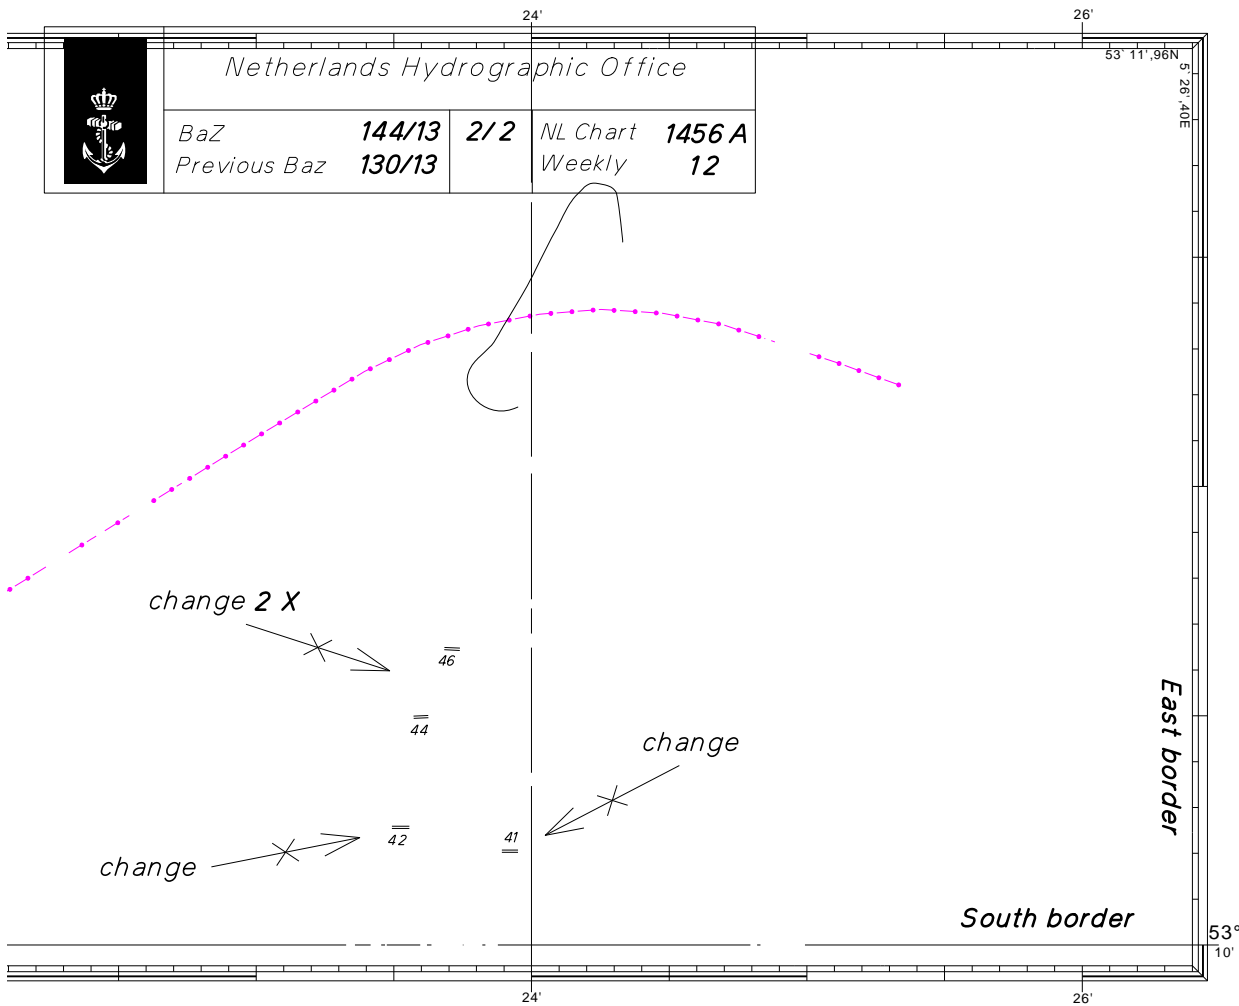 24'
26'
Netherlands Hydrographic Office
53° 11',96N
5° 26',40E
BaZ 144/13 2/2 NL Chart 1456 A
Previous Baz 130/13 Weekly 12
change 2 X
46
44
change
41
42
change
East border
South border
53°
10'
24'
26'